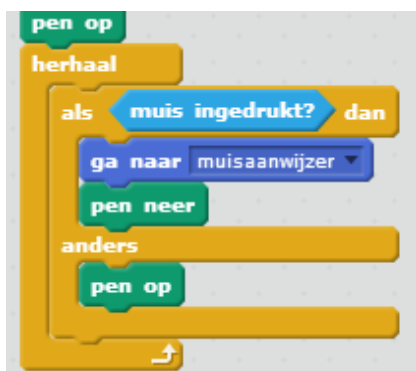 pen op
herhaal
als muis ingedrukt? dan
ga naar muisaanwijzer
pen neer
anders
pen op